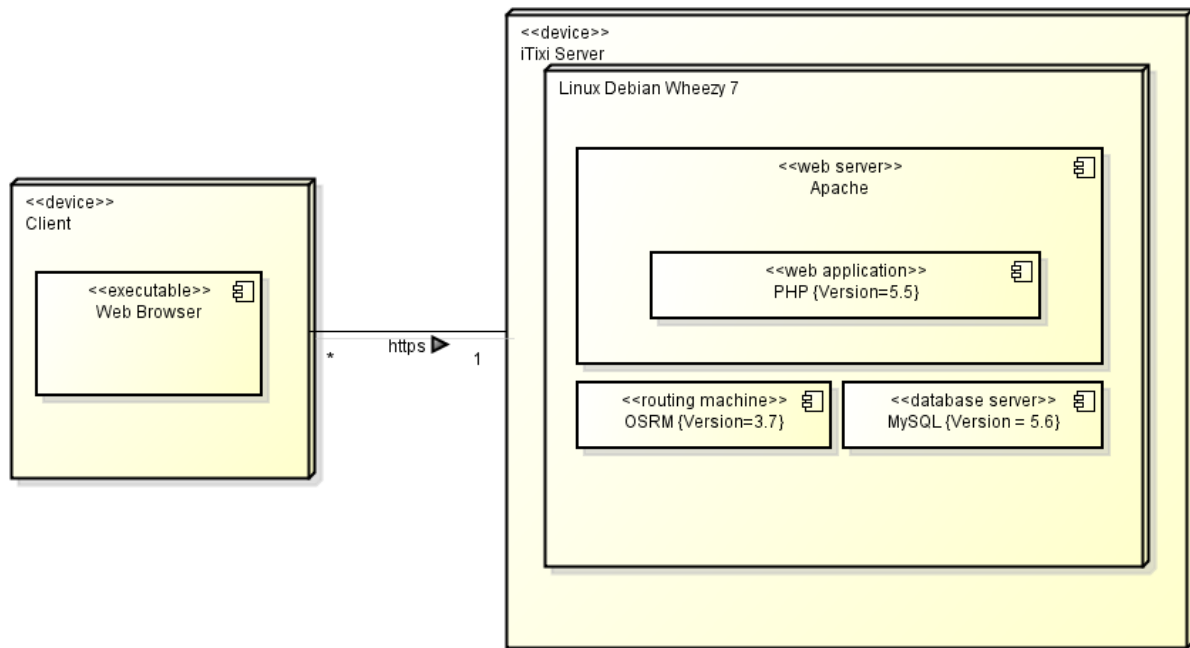 <<device>>
iTixi Server
Linux Debian Wheezy 7
<<web server>>
Apache
<<web application>>
PHP {Version=5.5}
<<device>>
Client
<<executable>>
Web Browser
*
https
1
<<routing machine>>
OSRM {Version=3.7}
<<database server>>
MySQL {Version = 5.6}